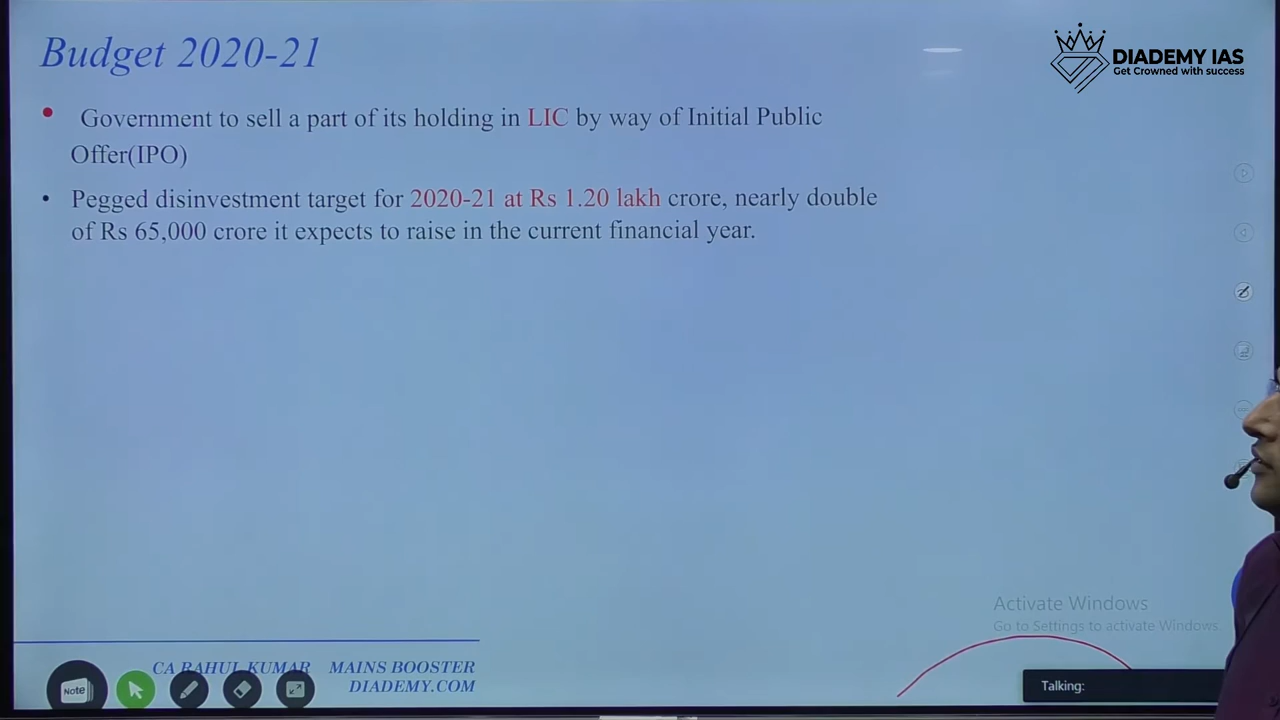 Budget 2020-21
DIADEMY IAS
Get Crowned with success
• Government to sell a part of its holding in LIC by way of Initial Public
Offer(IPO)
• Pegged disinvestment target for 2020-21 at Rs 1.20 lakh crore, nearly double
of Rs 65,000 crore it expects to raise in the current financial year.
Activate Windows
Go to Settings to activate Windows
CA RAHUL KUMAR MAINS BOOSTER
DIADEMY.COM
Note
Talking: